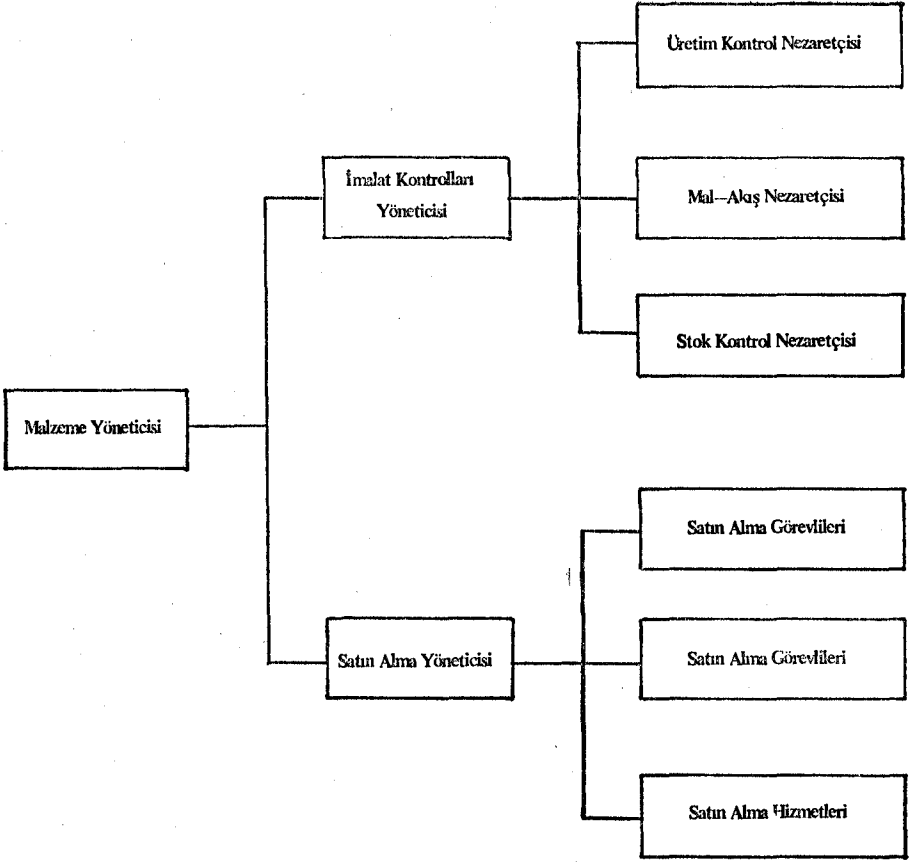 Üretim Kontrol Nezaretçisi
İmalat Kontrolları
Yöneticisi
Mal–Akış Nezaretçisi
Stok Kontrol Nezaretçisi
Malzeme Yöneticisi
Satın Alma Görevlileri
Satın Alma Yöneticisi
Satın Alma Görevlileri
Satın Alma Hizmetleri